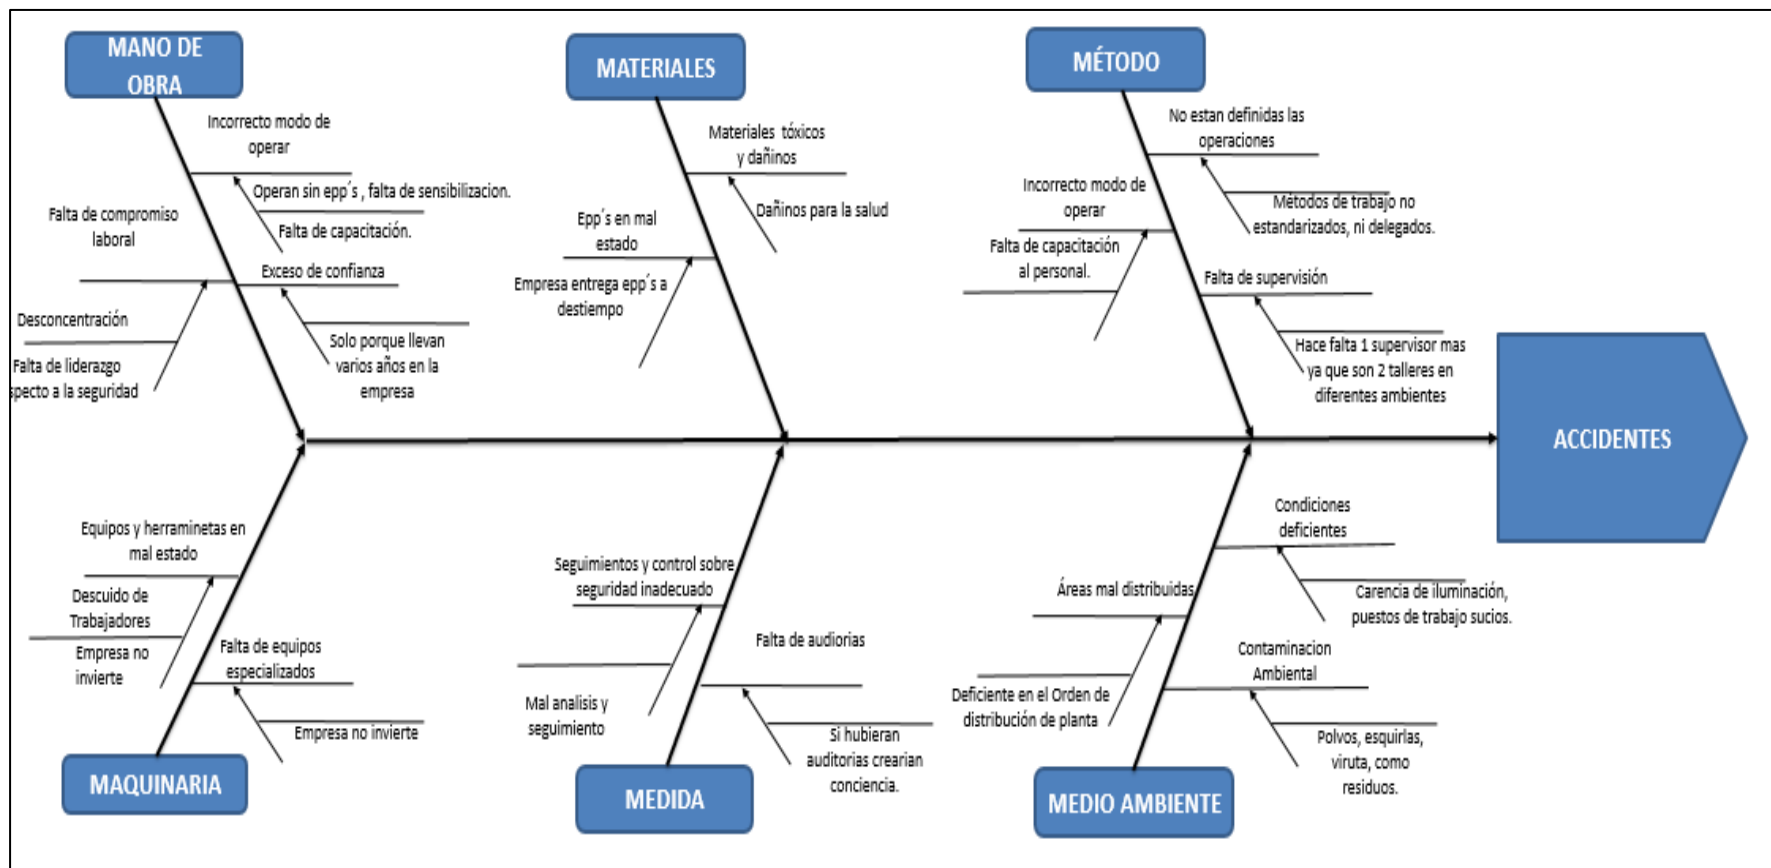 MANO DE
OBRA
Incorrecto modo de
operar
Operan sin epp´s , falta de sensibilizacion.
Falta de capacitación.
Falta de compromiso
laboral
Exceso de confianza
Solo porque llevan
varios años en la
empresa
Desconcentración
Falta de liderazgo
specto a la seguridad
MATERIALES
Materiales tóxicos
y dañinos
Dañinos para la salud
Epp´s en mal
estado
Empresa entrega epp´s a
destiempo
MÉTODO
No estan definidas las
operaciones
Métodos de trabajo no
estandarizados, ni delegados.
Incorrecto modo de
operar
Falta de capacitación
al personal.
Falta de supervisión
Hace falta 1 supervisor mas
ya que son 2 talleres en
diferentes ambientes
ACCIDENTES
Equipos y herraminetas en
mal estado
Descuido de
Trabajadores
Empresa no
invierte
Falta de equipos
especializados
Empresa no invierte
MAQUINARIA
Seguimientos y control sobre
seguridad inadecuado
Mal analisis y
seguimiento
Falta de audiorias
Si hubieran
auditorias crearian
conciencia.
MEDIDA
Condiciones
deficientes
Carencia de iluminación,
puestos de trabajo sucios.
Áreas mal distribuidas
Deficiente en el Orden de
distribución de planta
Contaminacion
Ambiental
Polvos, esquirlas,
viruta, como
residuos.
MEDIO AMBIENTE